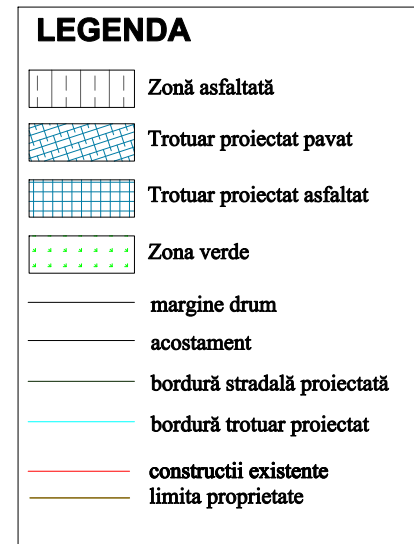 LEGENDA
Zonă asfaltată
Trotuar proiectat pavat
Trotuar proiectat asfaltat
Zona verde
margine drum
acostament
bordură stradală proiectată
bordură trotuar proiectat
constructii existente
limita proprietate